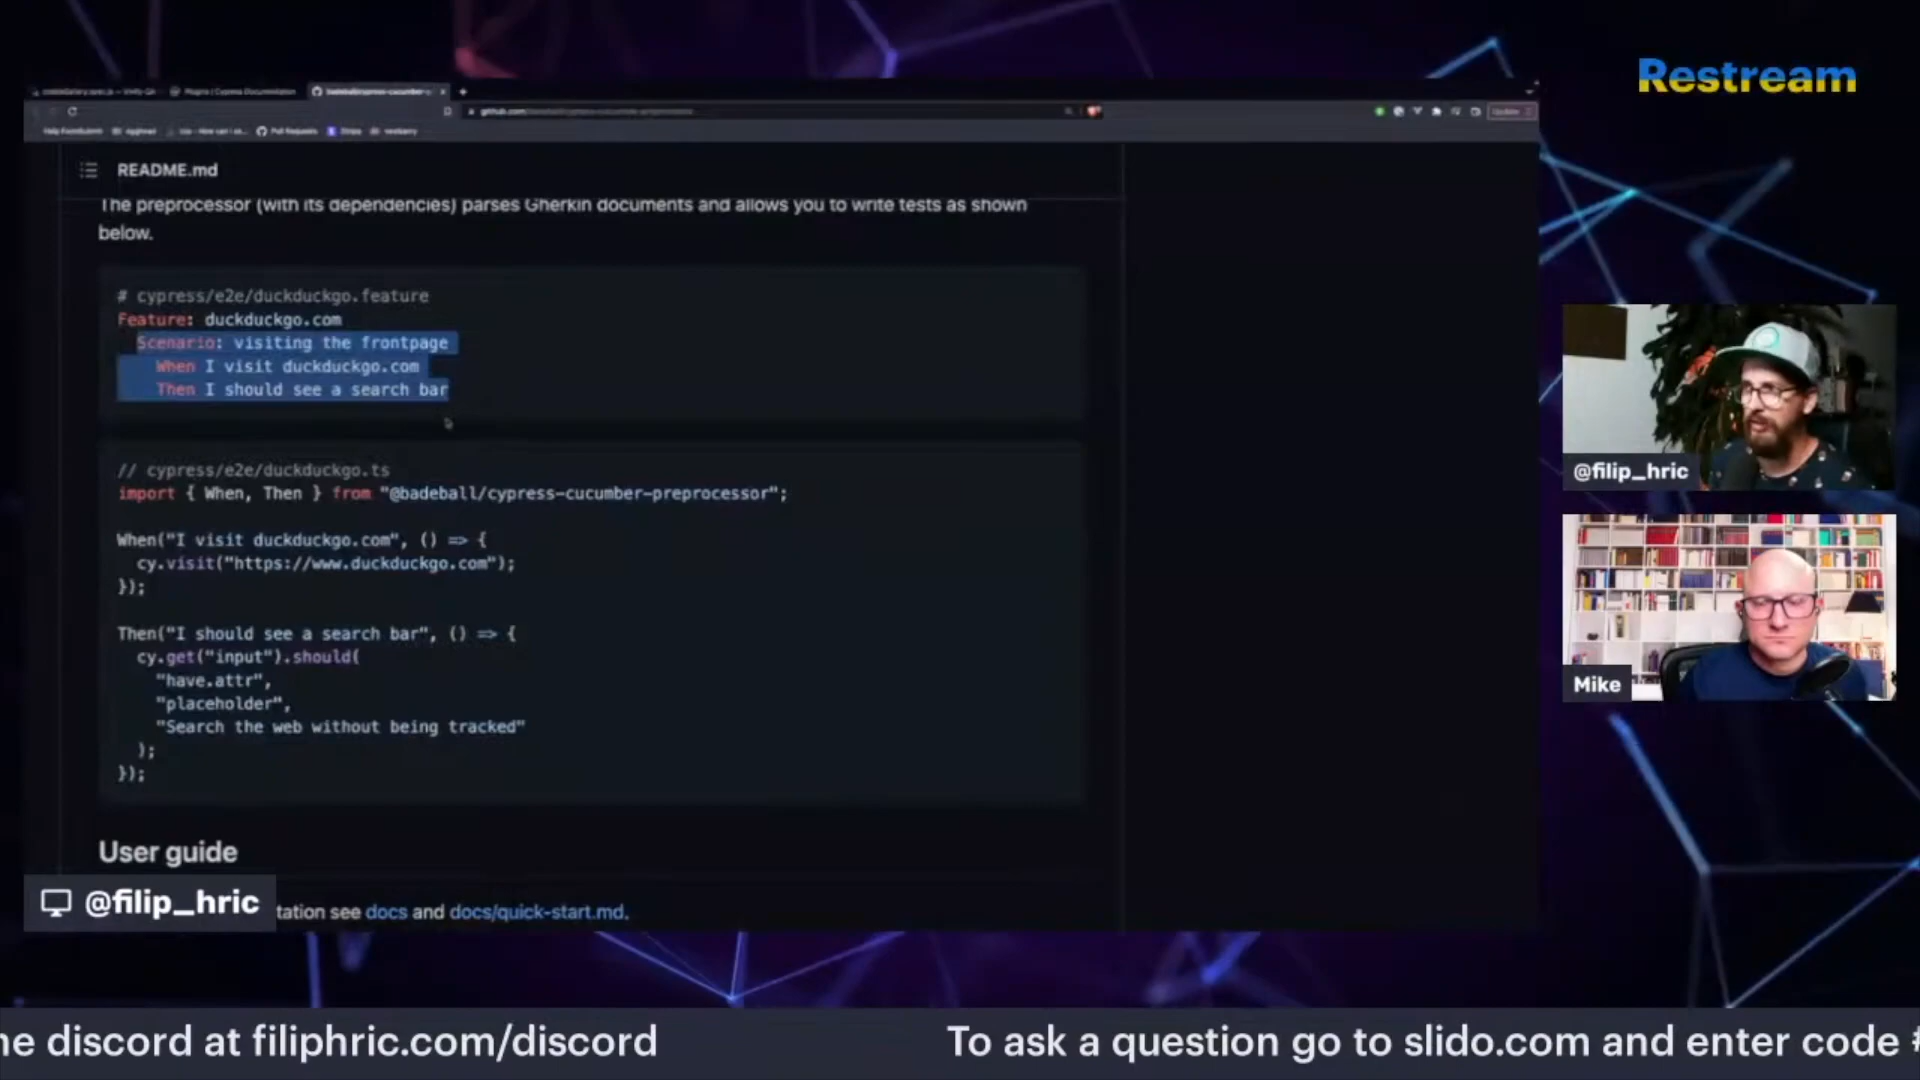 Restream
README.md
The preprocessor (with its dependencies) parses Gherkin documents and allows you to write tests as shown
below.
# cypress/e2e/duckduckgo.feature
Feature: duckduckgo.com
Scenario: visiting the frontpage
When I visit duckduckgo.com
Then I should see a search bar
// cypress/e2e/duckduckgo.ts
import { When, Then } from "@badeball/cypress-cucumber-preprocessor";
When("I visit duckduckgo.com", () => {
cy.visit("https://www.duckduckgo.com");
});
Then("I should see a search bar", () => {
cy.get("input").should(
"have.attr",
"placeholder",
"Search the web without being tracked"
);
});
User guide
tation see docs and docs/quick-start.md.
@filip_hric
@filip_hric
Mike
he discord at filiphric.com/discord
To ask a question go to slido.com and enter code #